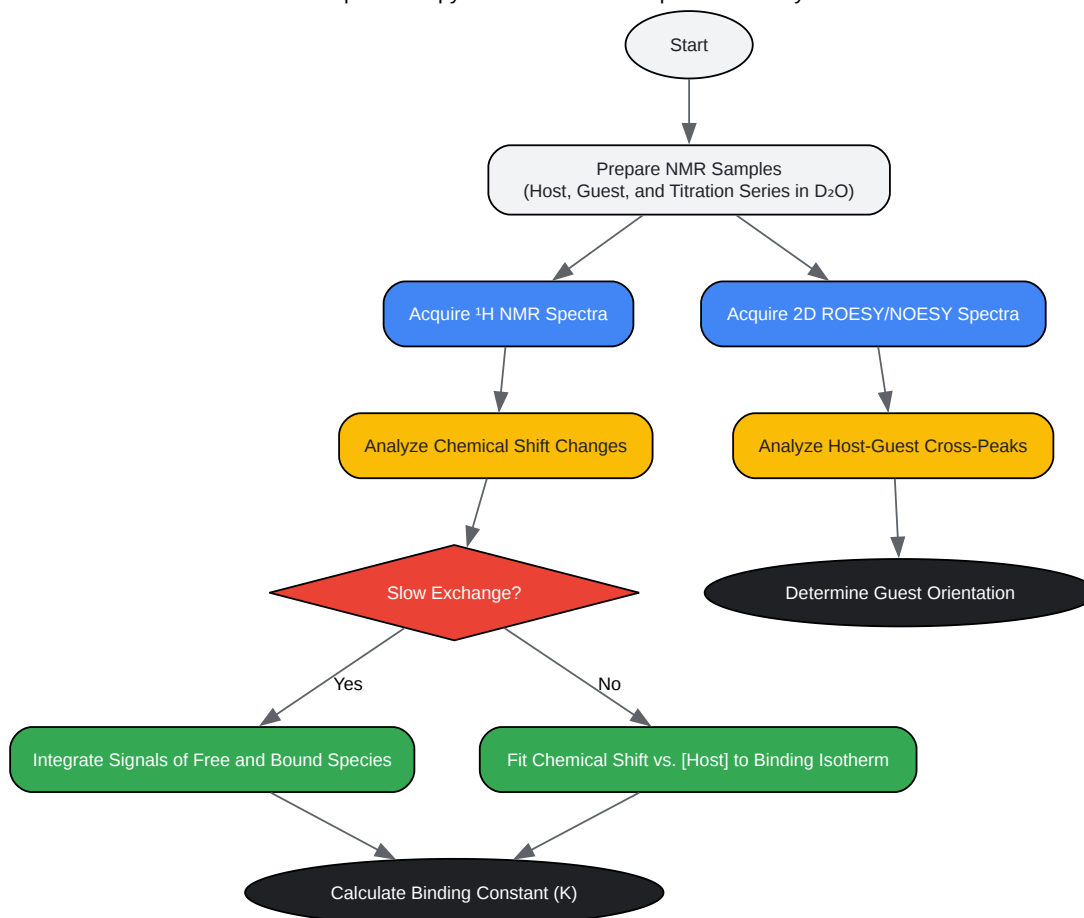 Start
Prepare NMR Samples
(Host, Guest, and Titration Series in D₂O)
Acquire ¹H NMR Spectra
Acquire 2D ROESY/NOESY Spectra
Analyze Chemical Shift Changes
Analyze Host-Guest Cross-Peaks
Slow Exchange?
Determine Guest Orientation
Yes
No
Integrate Signals of Free and Bound Species
Fit Chemical Shift vs. [Host] to Binding Isotherm
Calculate Binding Constant (K)